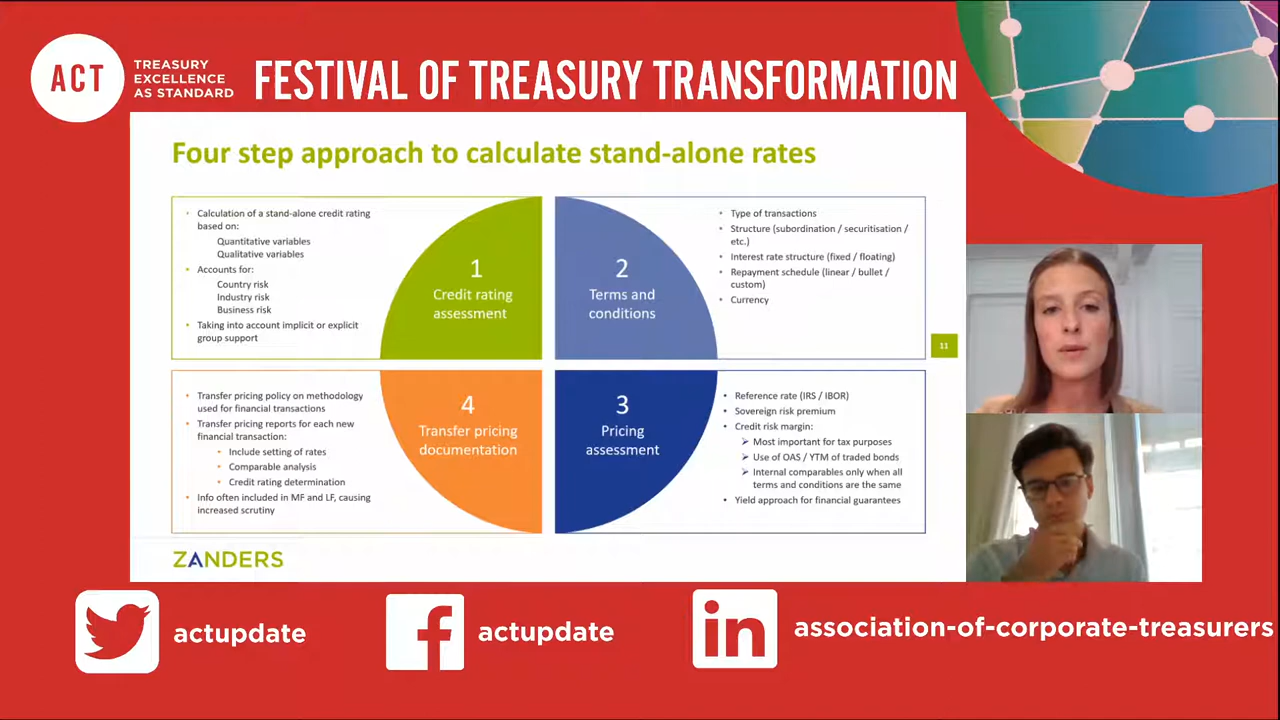 ACT
TREASURY
EXCELLENCE
AS STANDARD
FESTIVAL OF TREASURY TRANSFORMATION
Four step approach to calculate stand-alone rates
• Calculation of a stand-alone credit rating
based on:
Quantitative variables
Qualitative variables
• Accounts for:
Country risk
Industry risk
Business risk
• Taking into account implicit or explicit
group support
1
Credit rating
assessment
2
Terms and
conditions
• Type of transactions
• Structure (subordination / securitisation /
etc.)
• Interest rate structure (fixed / floating)
• Repayment schedule (linear / bullet /
custom)
• Currency
11
• Transfer pricing policy on methodology
used for financial transactions
• Transfer pricing reports for each new
financial transaction:
• Include setting of rates
• Comparable analysis
• Credit rating determination
• Info often included in MF and LF, causing
increased scrutiny
4
Transfer pricing
documentation
3
Pricing
assessment
• Reference rate (IRS / IBOR)
• Sovereign risk premium
• Credit risk margin:
➢ Most important for tax purposes
➢ Use of OAS / YTM of traded bonds
➢ Internal comparables only when all
terms and conditions are the same
• Yield approach for financial guarantees
ZANDERS
actupdate
f actupdate
in association-of-corporate-treasurers